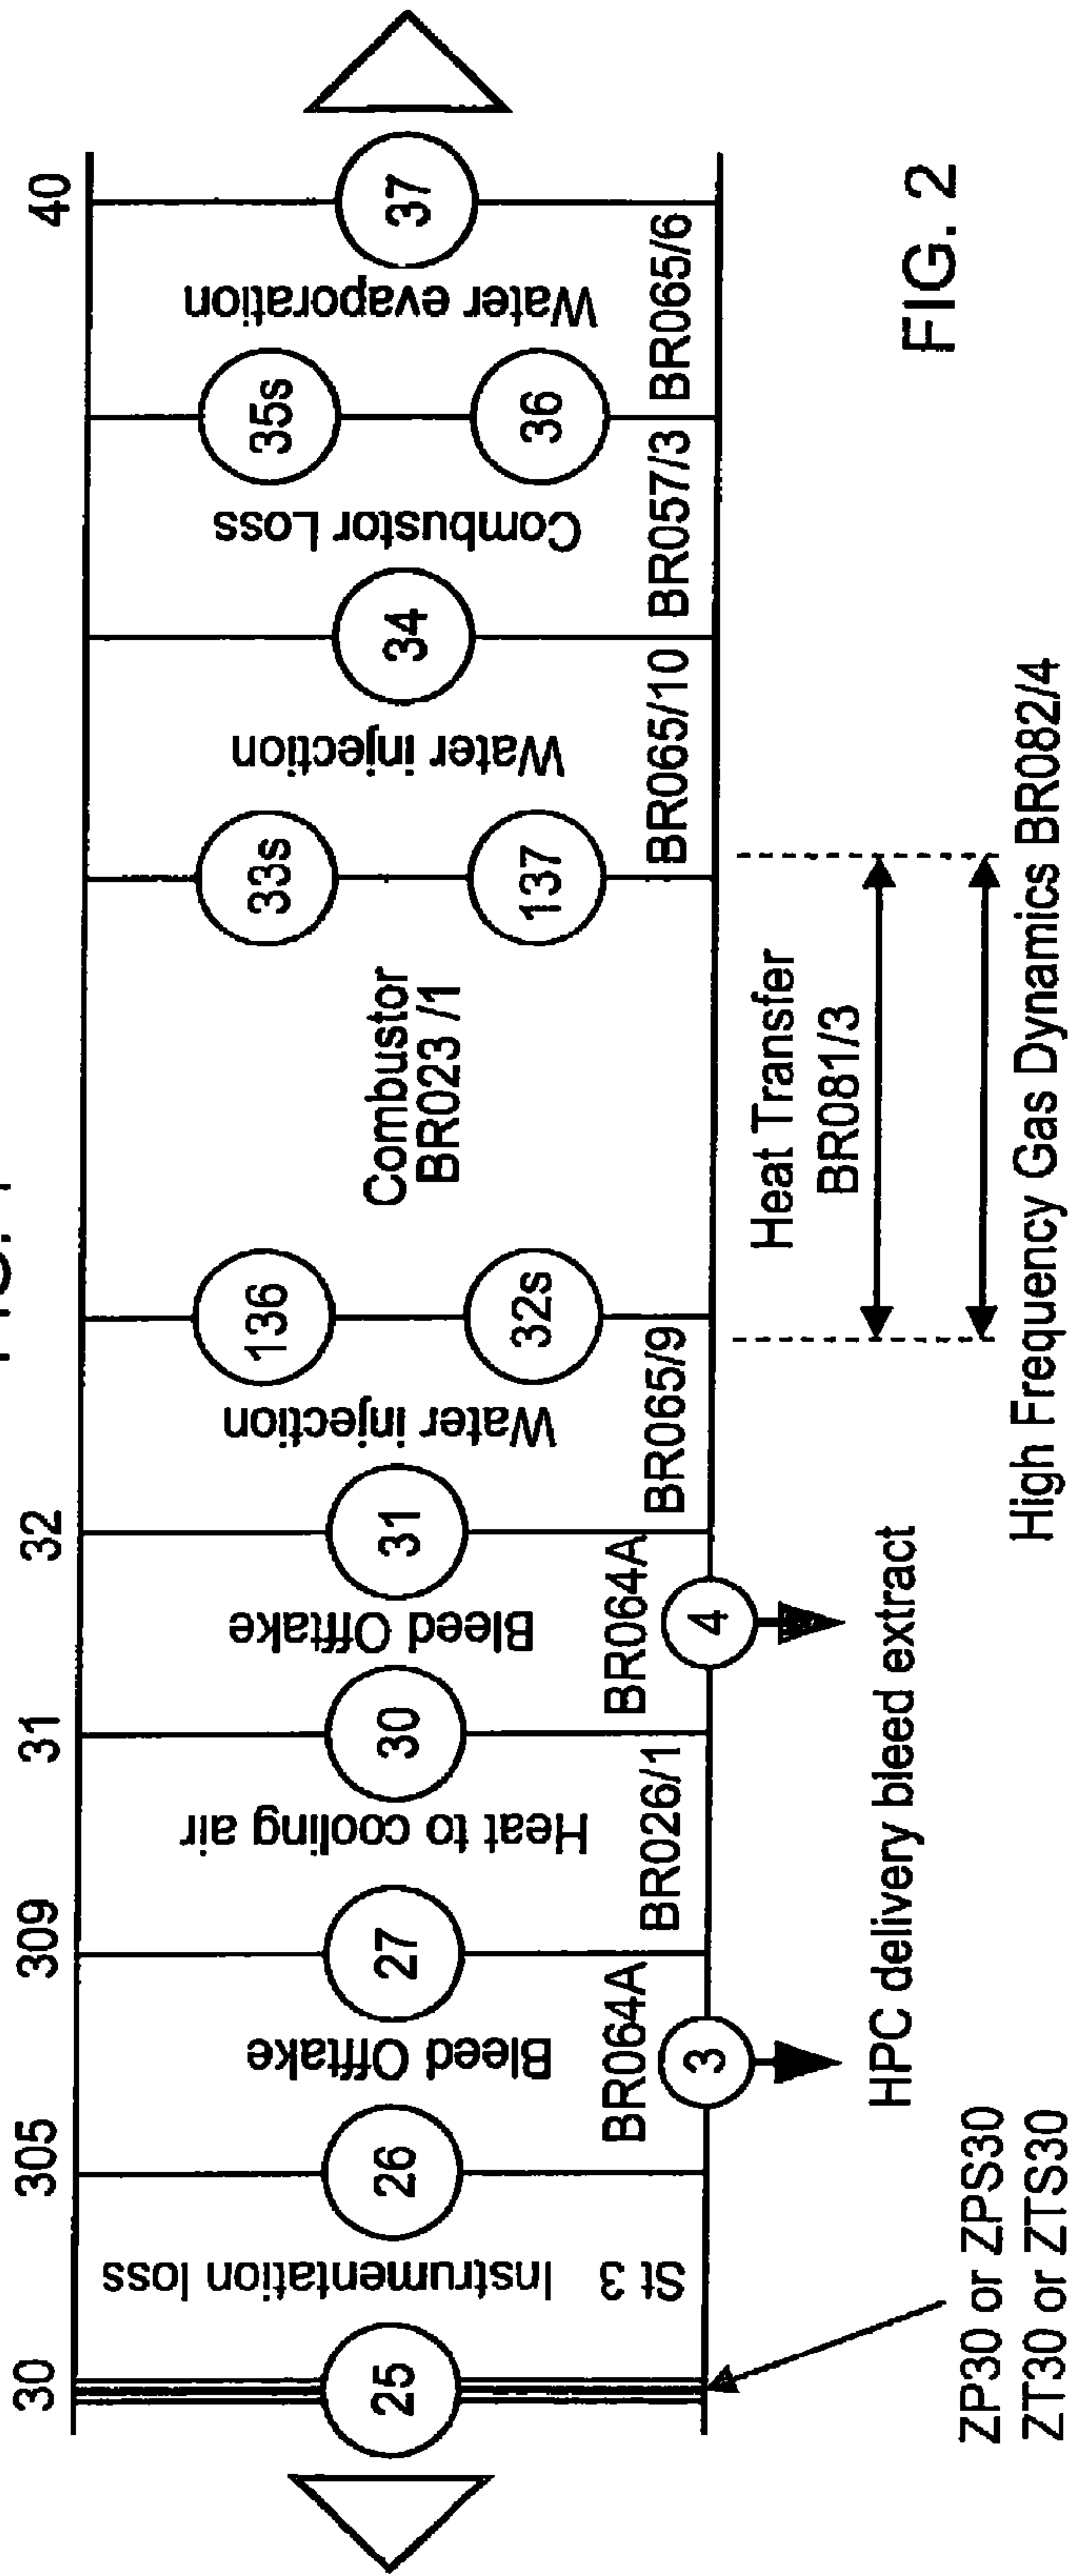 30
305
309
31
32
40
25
Instrumentation loss
St 3
26
Bleed Offtake
BR064A
3
27
Heat to cooling air
BR026/1
30
Bleed Offtake
BR064A
4
31
Water injection
BR065/9
136
32s
Combustor
BR023 /1
33s
137
Water injection
BR065/10
34
Combustor Loss
BR057/3
35s
36
Water evaporation
BR065/6
37
ZP30 or ZPS30
ZT30 or ZTS30
HPC delivery bleed extract
Heat Transfer
BR081/3
High Frequency Gas Dynamics BR082/4
FIG. 2